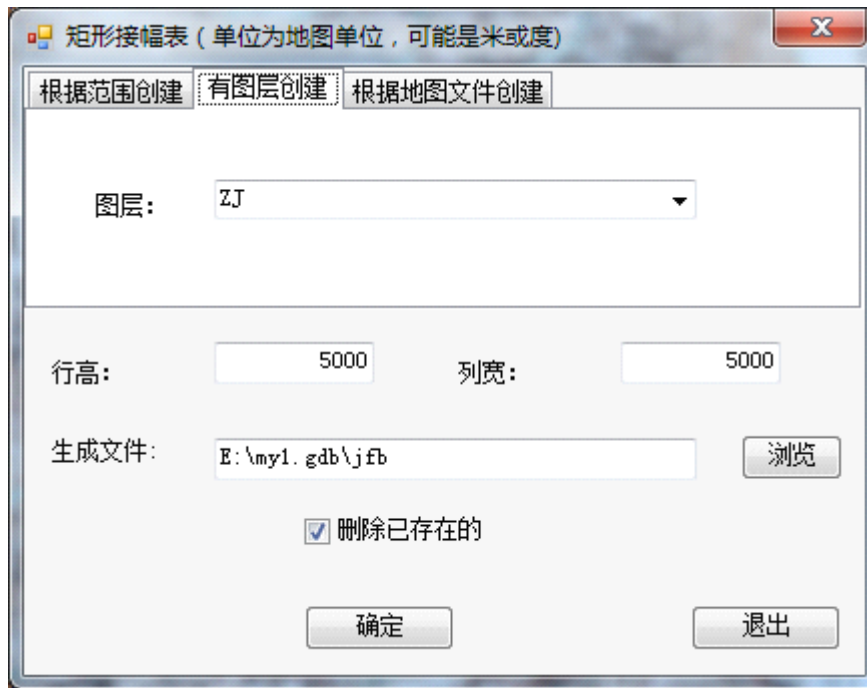 矩形接幅表(单位为地图单位，可能是米或度)
根据范围创建 有图层创建 根据地图文件创建
图层： ZJ
行高： 5000 列宽： 5000
生成文件： E:\my1.gdb\jfb 浏览
删除已存在的
确定 退出